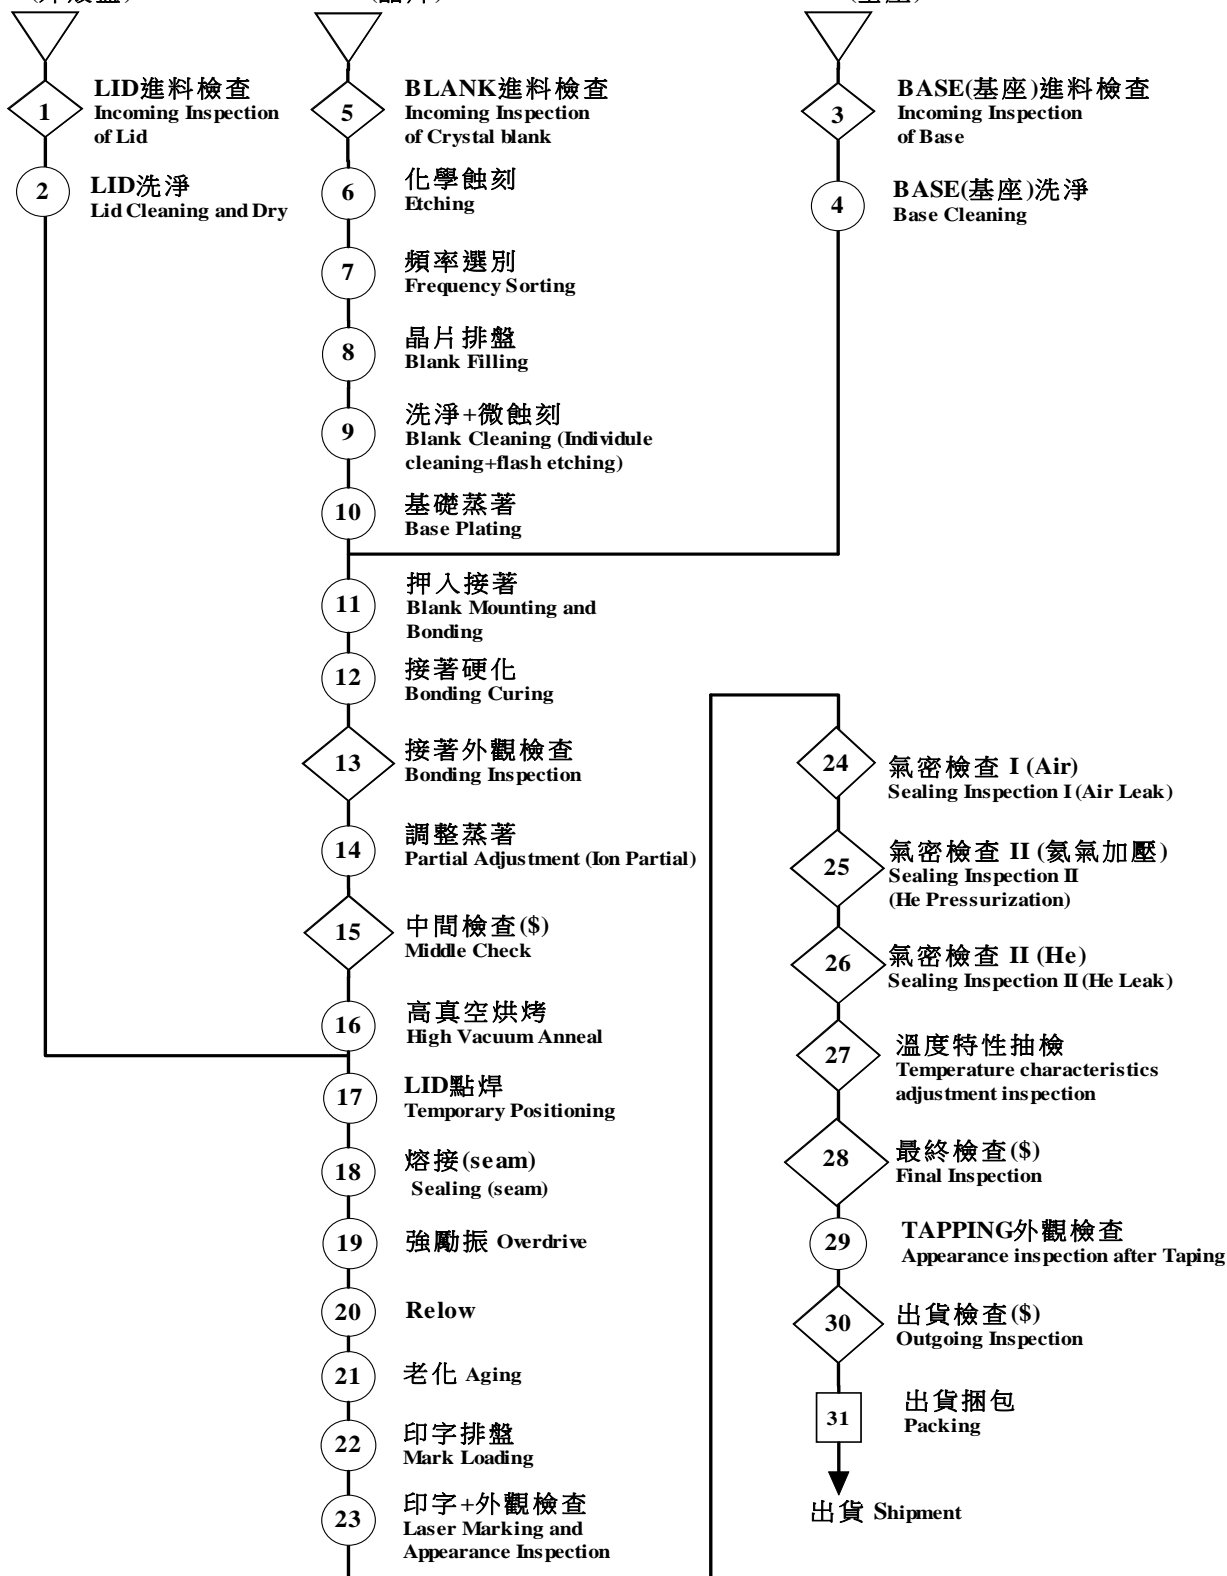 1
LID進料檢查
Incoming Inspection
of Lid
2
LID洗淨
Lid Cleaning and Dry
5
BLANK進料檢查
Incoming Inspection
of Crystal blank
6
化學蝕刻
Etching
7
頻率選別
Frequency Sorting
8
晶片排盤
Blank Filling
9
洗淨+微蝕刻
Blank Cleaning (Individule
cleaning+flash etching)
10
基礎蒸著
Base Plating
3
BASE(基座)進料檢查
Incoming Inspection
of Base
4
BASE(基座)洗淨
Base Cleaning
11
押入接著
Blank Mounting and
Bonding
12
接著硬化
Bonding Curing
13
接著外觀檢查
Bonding Inspection
14
調整蒸著
Partial Adjustment (Ion Partial)
15
中間檢查($)
Middle Check
16
高真空烘烤
High Vacuum Anneal
17
LID點焊
Temporary Positioning
18
熔接(seam)
Sealing (seam)
19
強勵振 Overdrive
20
Relow
21
老化 Aging
22
印字排盤
Mark Loading
23
印字+外觀檢查
Laser Marking and
Appearance Inspection
24
氣密檢查 I (Air)
Sealing Inspection I (Air Leak)
25
氣密檢查 II (氦氣加壓)
Sealing Inspection II
(He Pressurization)
26
氣密檢查 II (He)
Sealing Inspection II (He Leak)
27
溫度特性抽檢
Temperature characteristics
adjustment inspection
28
最終檢查($)
Final Inspection
29
TAPPING外觀檢查
Appearance inspection after Taping
30
出貨檢查($)
Outgoing Inspection
31
出貨捆包
Packing
出貨 Shipment